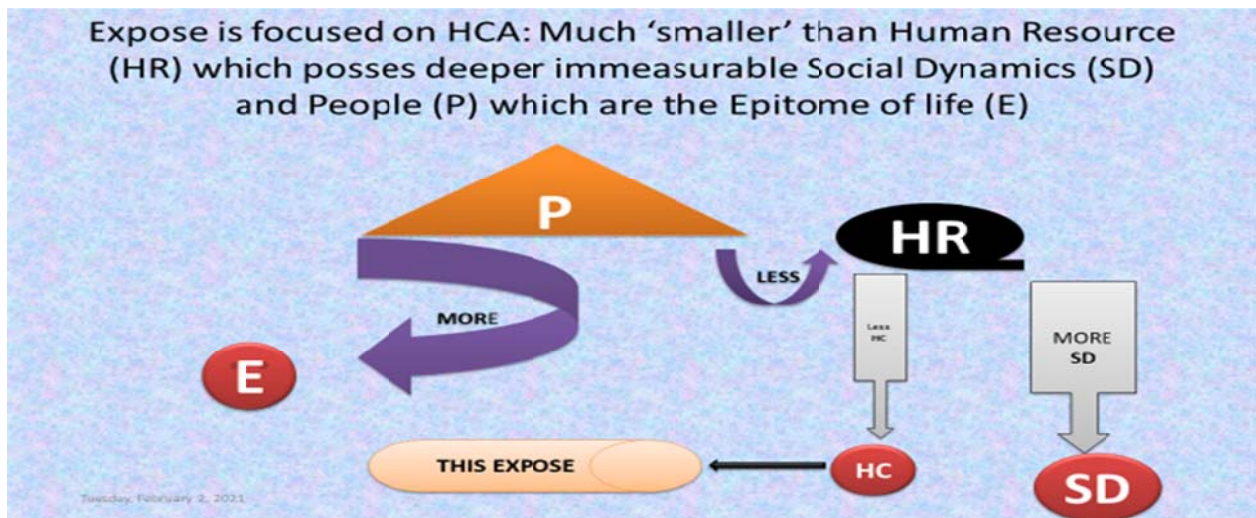 Expose is focused on HCA: Much ‘smaller’ than Human Resource
(HR) which posses deeper immeasurable Social Dynamics (SD)
and People (P) which are the Epitome of life (E)
P
HR
LESS
MORE
Less
HC
MORE
SD
E
THIS EXPOSE
HC
SD
Tuesday, February 2, 2021